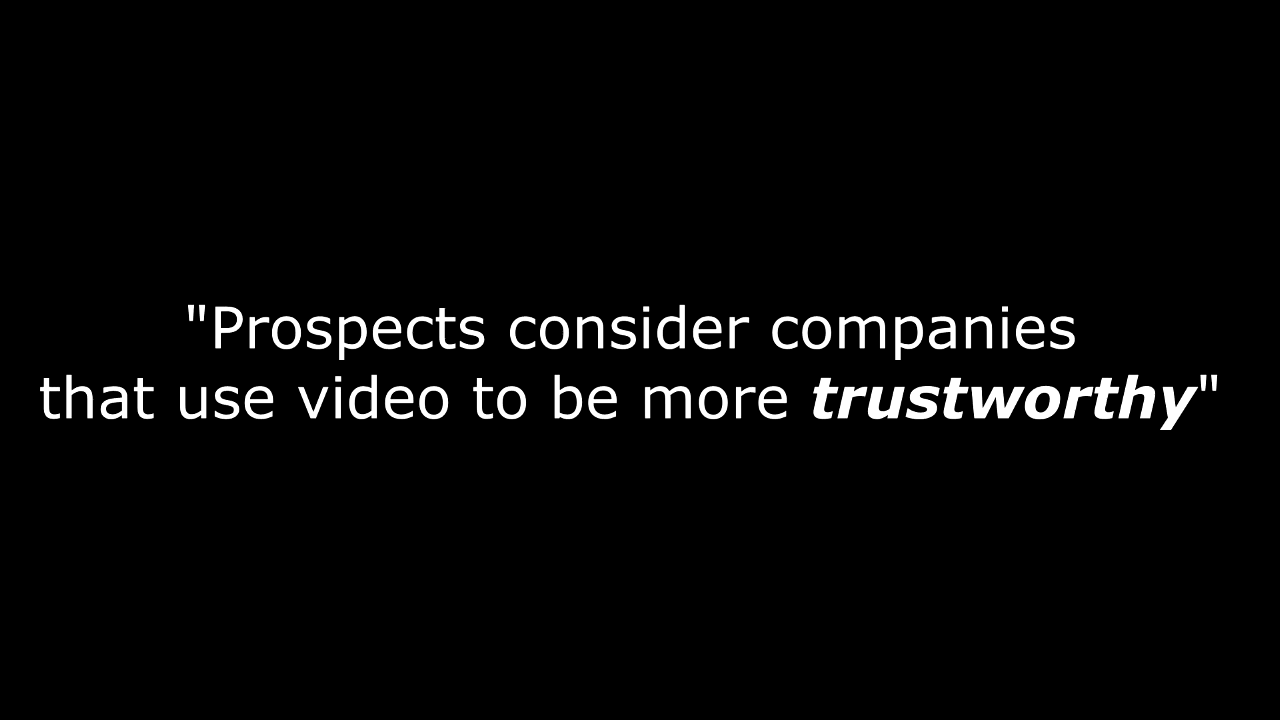 "Prospects consider companies
that use video to be more trustworthy"